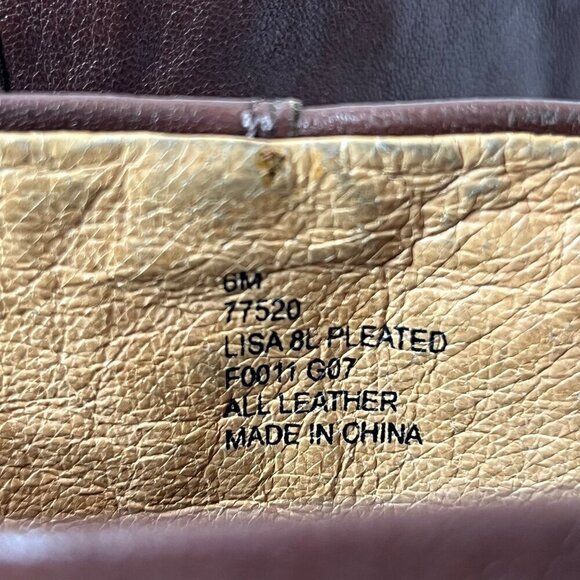 6M
77520
LISA 8L PLEATED
F0011 G07
ALL LEATHER
MADE IN CHINA